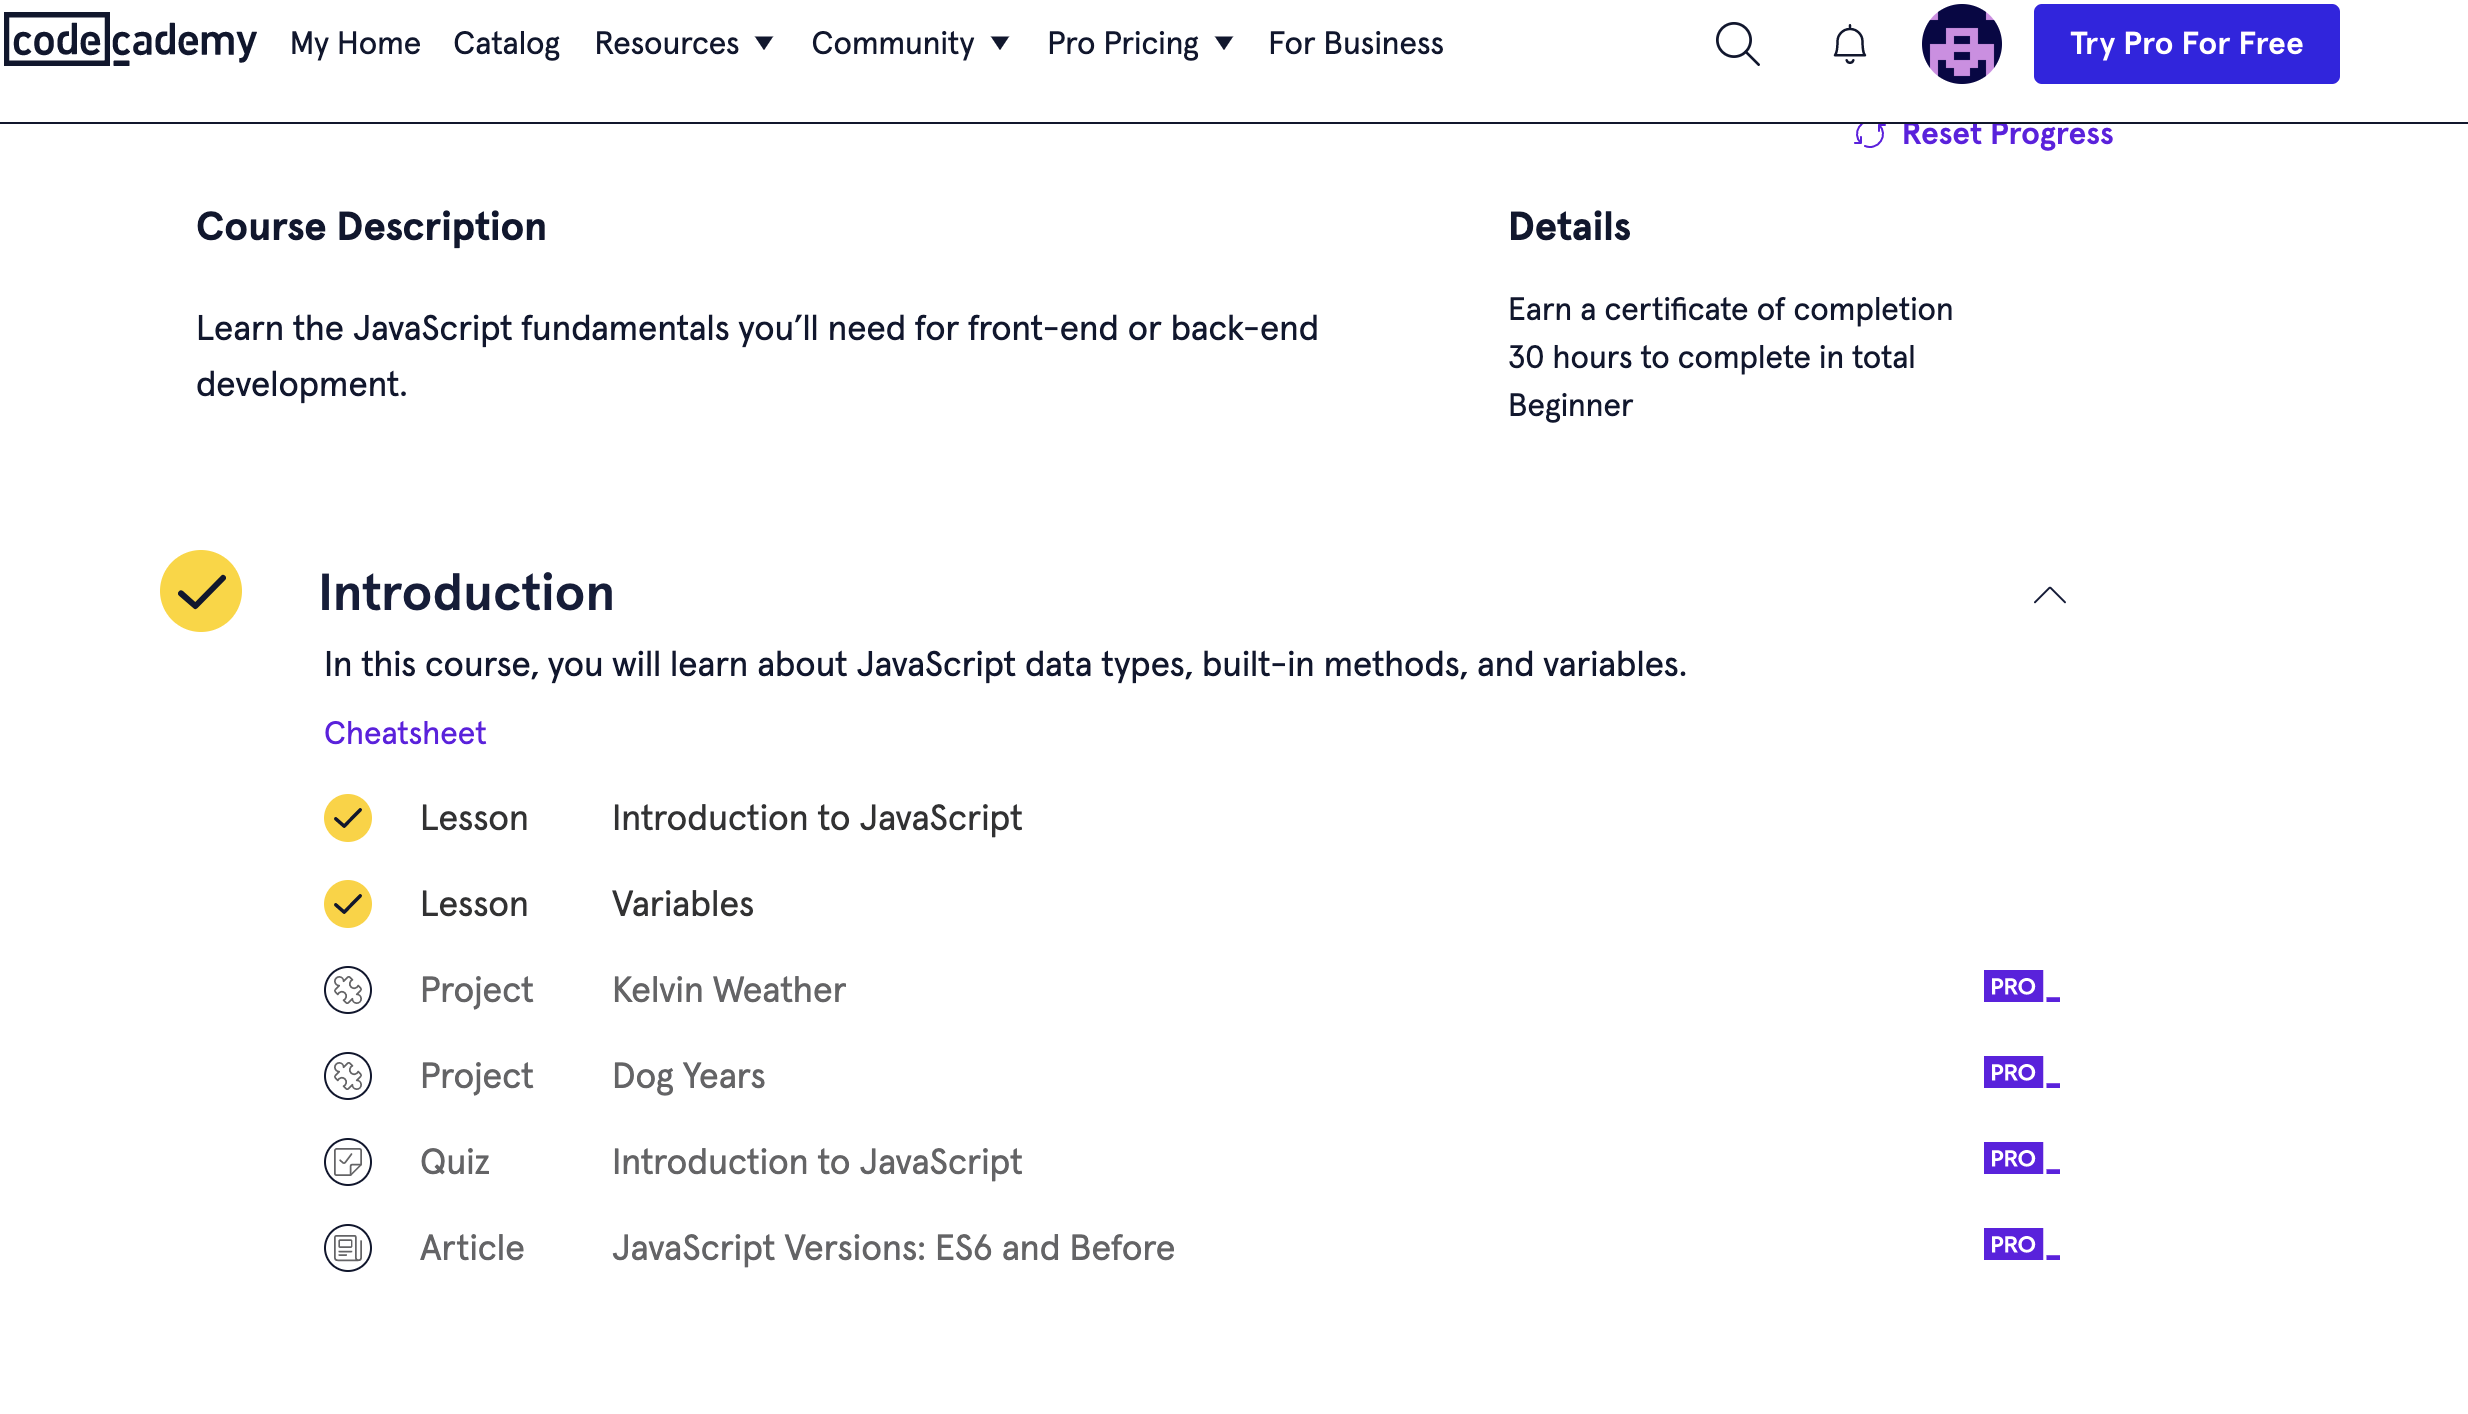 codecademy My Home Catalog Resources Community Pro Pricing For Business Try Pro For Free
Reset Progress
Course Description
Learn the JavaScript fundamentals you’ll need for front-end or back-end
development.
Details
Earn a certificate of completion
30 hours to complete in total
Beginner
Introduction
In this course, you will learn about JavaScript data types, built-in methods, and variables.
Cheatsheet
Lesson Introduction to JavaScript
Lesson Variables
Project Kelvin Weather PRO
Project Dog Years PRO
Quiz Introduction to JavaScript PRO
Article JavaScript Versions: ES6 and Before PRO